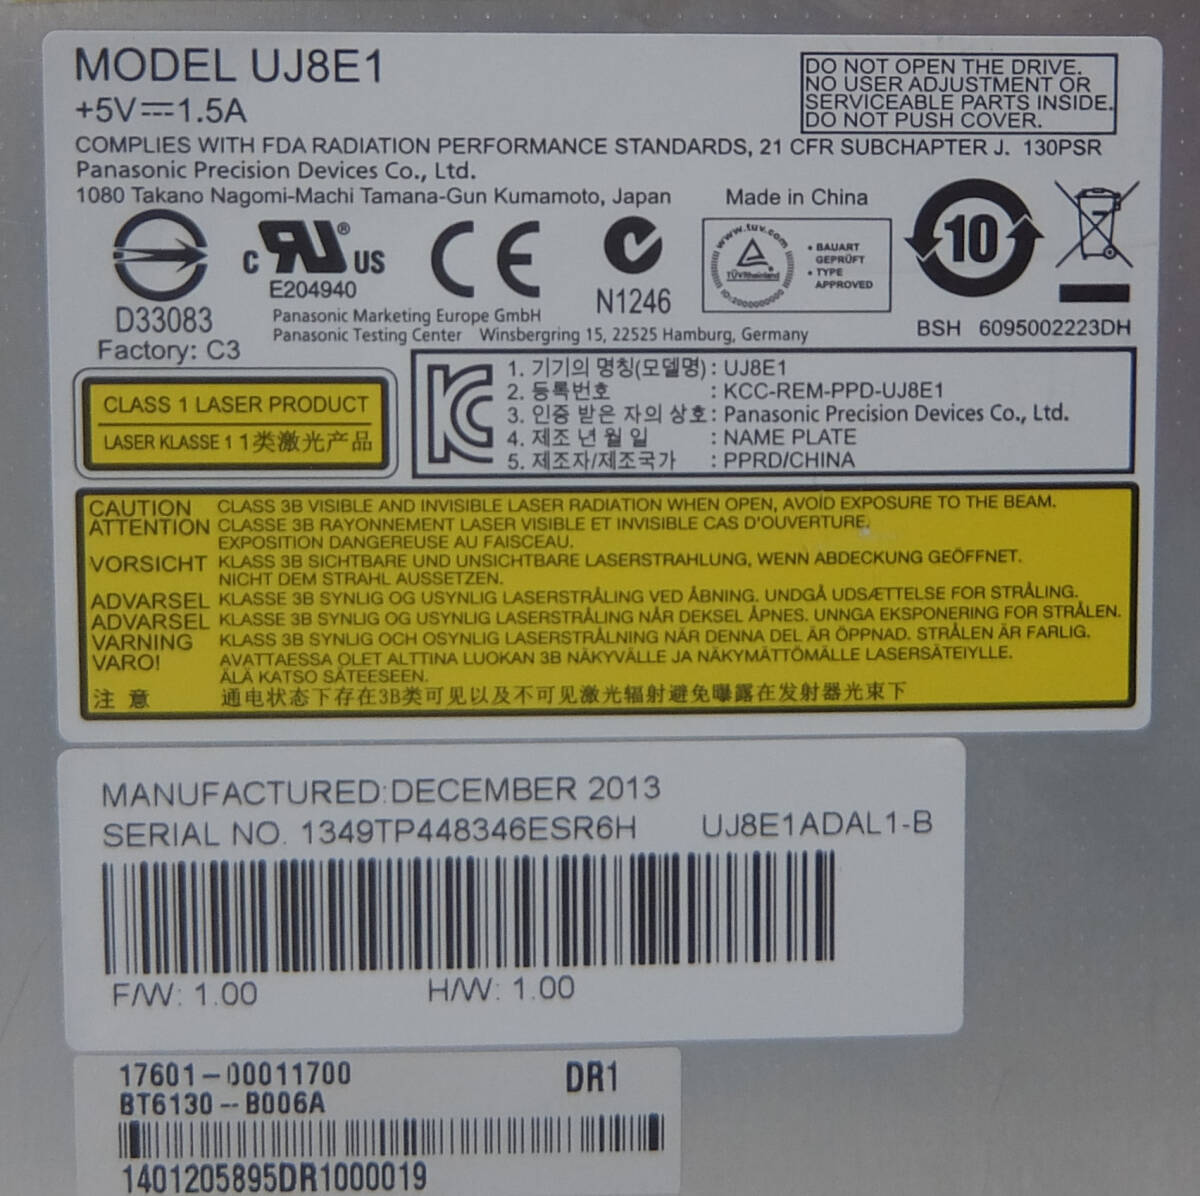 MODEL UJ8E1
+5V⎓1.5A
DO NOT OPEN THE DRIVE.
NO USER ADJUSTMENT OR
SERVICEABLE PARTS INSIDE.
DO NOT PUSH COVER.
COMPLIES WITH FDA RADIATION PERFORMANCE STANDARDS, 21 CFR SUBCHAPTER J. 130PSR
Panasonic Precision Devices Co., Ltd.
1080 Takano Nagomi-Machi Tamana-Gun Kumamoto, Japan
Made in China
D33083
Factory: C3
c RU® US
E204940
CE
N1246
www.tuv.com
TÜVRheinland
ID:2000000000
• BAUART
GEPRÜFT
• TYPE
APPROVED
10
BSH 6095002223DH
Panasonic Marketing Europe GmbH
Panasonic Testing Center Winsbergring 15, 22525 Hamburg, Germany
CLASS 1 LASER PRODUCT
LASER KLASSE 1 1类激光产品
1. 기기의 명칭(모델명) : UJ8E1
2. 등록번호 : KCC-REM-PPD-UJ8E1
3. 인증 받은 자의 상호 : Panasonic Precision Devices Co., Ltd.
4. 제조 년 월 일 : NAME PLATE
5. 제조자/제조국가 : PPRD/CHINA
CAUTION CLASS 3B VISIBLE AND INVISIBLE LASER RADIATION WHEN OPEN, AVOID EXPOSURE TO THE BEAM.
ATTENTION CLASSE 3B RAYONNEMENT LASER VISIBLE ET INVISIBLE CAS D'OUVERTURE.
EXPOSITION DANGEREUSE AU FAISCEAU.
VORSICHT KLASSE 3B SICHTBARE UND UNSICHTBARE LASERSTRAHLUNG, WENN ABDECKUNG GEÖFFNET.
NICHT DEM STRAHL AUSSETZEN.
ADVARSEL KLASSE 3B SYNLIG OG USYNLIG LASERSTRÅLING VED ÅBNING. UNDGÅ UDSÆTTELSE FOR STRÅLING.
ADVARSEL KLASSE 3B SYNLIG OG USYNLIG LASERSTRÅLING NÅR DEKSEL ÅPNES. UNNGA EKSPONERING FOR STRÅLEN.
VARNING KLASS 3B SYNLIG OCH OSYNLIG LASERSTRÅLNING NÄR DENNA DEL ÄR ÖPPNAD. STRÅLEN ÄR FARLIG.
VARO! AVATTAESSA OLET ALTTINA LUOKAN 3B NÄKYVÄLLE JA NÄKYMÄTTÖMÄLLE LASERSÄTEIYLLE.
ÄLÄ KATSO SÄTEESEEN.
注 意 通电状态下存在3B类可见以及不可见激光辐射避免曝露在发射器光束下
MANUFACTURED:DECEMBER 2013
SERIAL NO. 1349TP448346ESR6H UJ8E1ADAL1-B
F/W: 1.00 H/W: 1.00
17601-00011700 DR1
BT6130-B006A
1401205895DR1000019